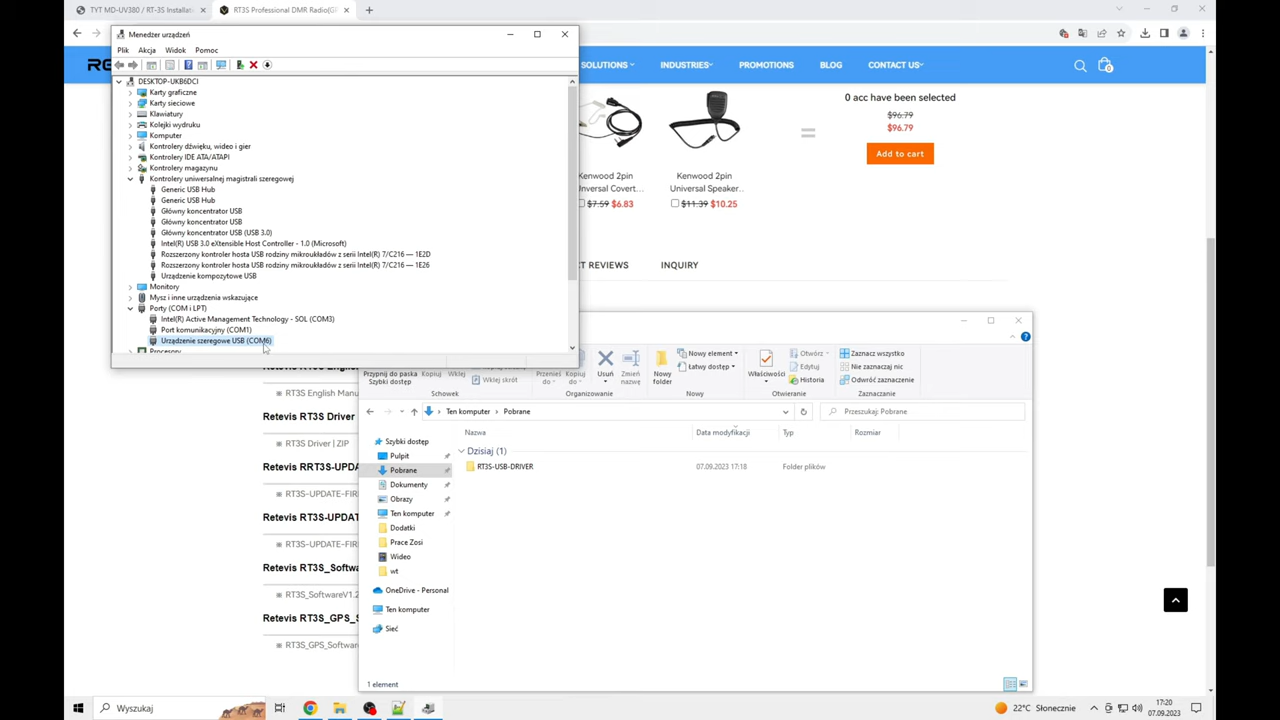 TYT MD-UV380 / RT-3S Installat
RT3S Professional DMR Radio(GP
Menedżer urządzeń
Plik Akcja Widok Pomoc
DESKTOP-UKB6DCI
Karty graficzne
Karty sieciowe
Klawiatury
Kolejki wydruku
Komputer
Kontrolery dźwięku, wideo i gier
Kontrolery IDE ATA/ATAPI
Kontrolery magazynu
Kontrolery uniwersalnej magistrali szeregowej
Generic USB Hub
Generic USB Hub
Główny koncentrator USB
Główny koncentrator USB
Główny koncentrator USB (USB 3.0)
Intel(R) USB 3.0 eXtensible Host Controller - 1.0 (Microsoft)
Rozszerzony kontroler hosta USB rodziny mikroukładów z serii Intel(R) 7/C216 — 1E2D
Rozszerzony kontroler hosta USB rodziny mikroukładów z serii Intel(R) 7/C216 — 1E26
Urządzenie kompozytowe USB
Monitory
Mysz i inne urządzenia wskazujące
Porty (COM i LPT)
Intel(R) Active Management Technology - SOL (COM3)
Port komunikacyjny (COM1)
Urządzenie szeregowe USB (COM6)
Procesory
SOLUTIONS INDUSTRIES PROMOTIONS BLOG CONTACT US
0
0 acc have been selected
$96.79
$96.79
Add to cart
Kenwood 2pin
Unversal Covert...
$7.59 $6.83
Kenwood 2pin
Universal Speaker...
$11.39 $10.25
CT REVIEWS INQUIRY
RT3S English Manu
Retevis RT3S Driver
RT3S Driver | ZIP
Retevis RRT3S-UPDA
RT3S-UPDATE-FIR
Retevis RT3S-UPDAT
RT3S-UPDATE-FIR
Retevis RT3S_Softwa
RT3S_SoftwareV1.2
Retevis RT3S_GPS_S
RT3S_GPS_Softwar
Przypnij do paska
Szybki dostęp
Kopiuj
Wklej
Wklej skrót
Schowek
Przenieś do
Kopiuj do
Usuń
Zmień
nazwę
Organizowanie
Nowy
folder
Nowy element
Łatwy dostęp
Nowy
Właściwości
Otwórz
Edytuj
Historia
Otwieranie
Zaznacz wszystko
Nie zaznaczaj nic
Odwróć zaznaczenie
Zaznaczanie
Ten komputer Pobrane
Przeszukaj: Pobrane
Nazwa Data modyfikacji Typ Rozmiar
Dzisiaj (1)
RT3S-USB-DRIVER 07.09.2023 17:18 Folder plików
Szybki dostęp
Pulpit
Pobrane
Dokumenty
Obrazy
Ten komputer
Dodatki
Prace Zosi
Wideo
wt
OneDrive - Personal
Ten komputer
Sieć
1 element
Wyszukaj
22°C Słonecznie
17:20
07.09.2023